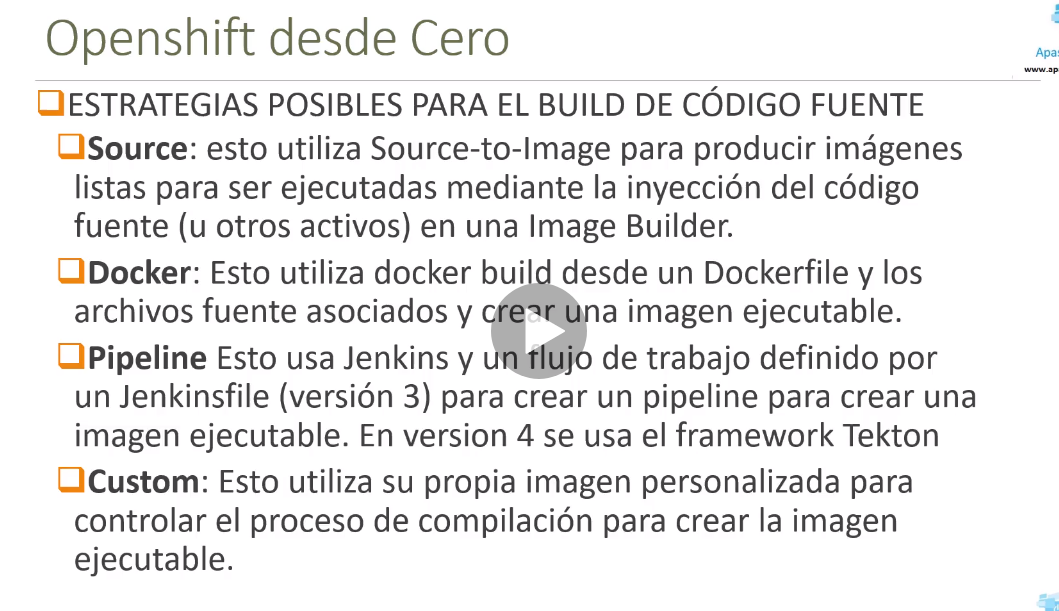 Openshift desde Cero
ESTRATEGIAS POSIBLES PARA EL BUILD DE CÓDIGO FUENTE
Source: esto utiliza Source-to-Image para producir imágenes
listas para ser ejecutadas mediante la inyección del código
fuente (u otros activos) en una Image Builder.
Docker: Esto utiliza docker build desde un Dockerfile y los
archivos fuente asociados y crear una imagen ejecutable.
Pipeline Esto usa Jenkins y un flujo de trabajo definido por
un Jenkinsfile (versión 3) para crear un pipeline para crear una
imagen ejecutable. En version 4 se usa el framework Tekton
Custom: Esto utiliza su propia imagen personalizada para
controlar el proceso de compilación para crear la imagen
ejecutable.